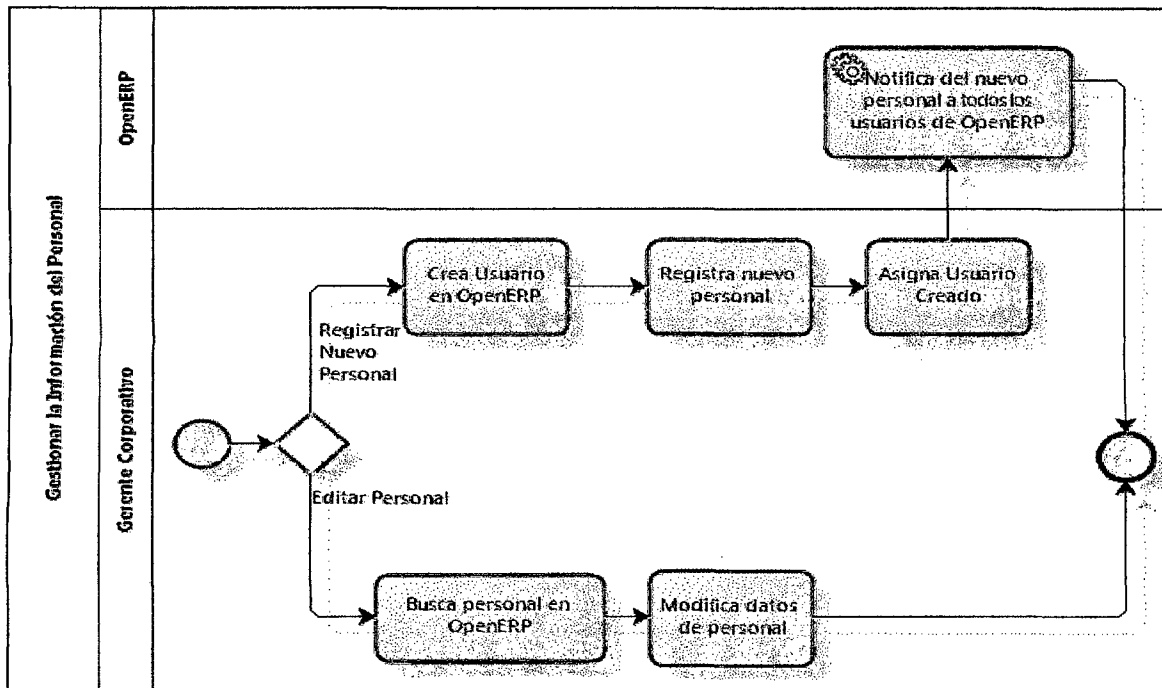 Gestionar la Información del Personal
OpenERP
Gerente Corporativo
Notifica del nuevo
personal a todos los
usuarios de OpenERP
Crea Usuario
en OpenERP
Registra nuevo
personal
Asigna Usuario
Creado
Registrar
Nuevo
Personal
Editar Personal
Busca personal en
OpenERP
Modifica datos
de personal